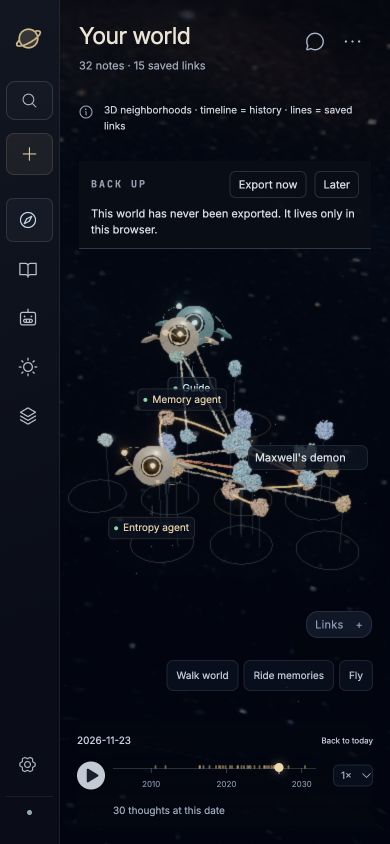 Your world
32 notes · 15 saved links
3D neighborhoods · timeline = history · lines = saved
links
BACK UP
Export now
Later
This world has never been exported. It lives only in
this browser.
Guide
Memory agent
Maxwell's demon
Entropy agent
Links +
Walk world
Ride memories
Fly
2026-11-23
Back to today
2010
2020
2030
1×
30 thoughts at this date